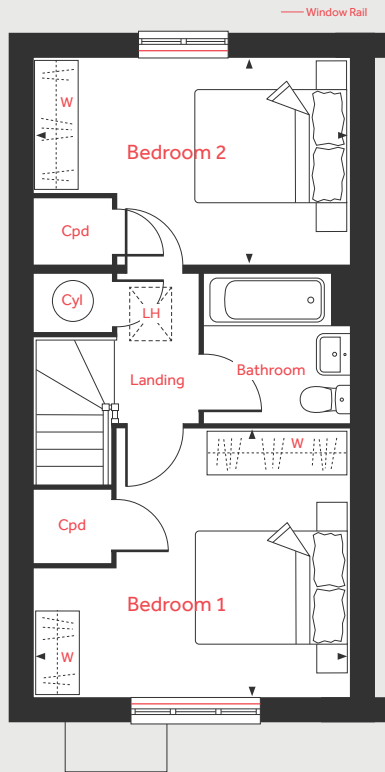 Window Rail
W
Bedroom 2
Cpd
Cyl
LH
Landing
Bathroom
W
Cpd
Bedroom 1
W